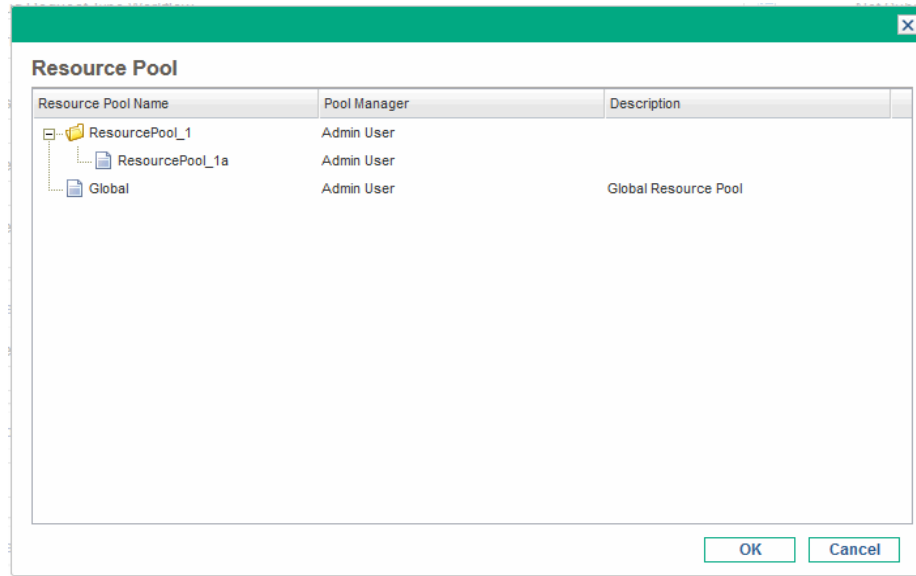 Resource Pool
Resource Pool Name Pool Manager Description
ResourcePool_1 Admin User
ResourcePool_1a Admin User
Global Admin User Global Resource Pool
OK Cancel